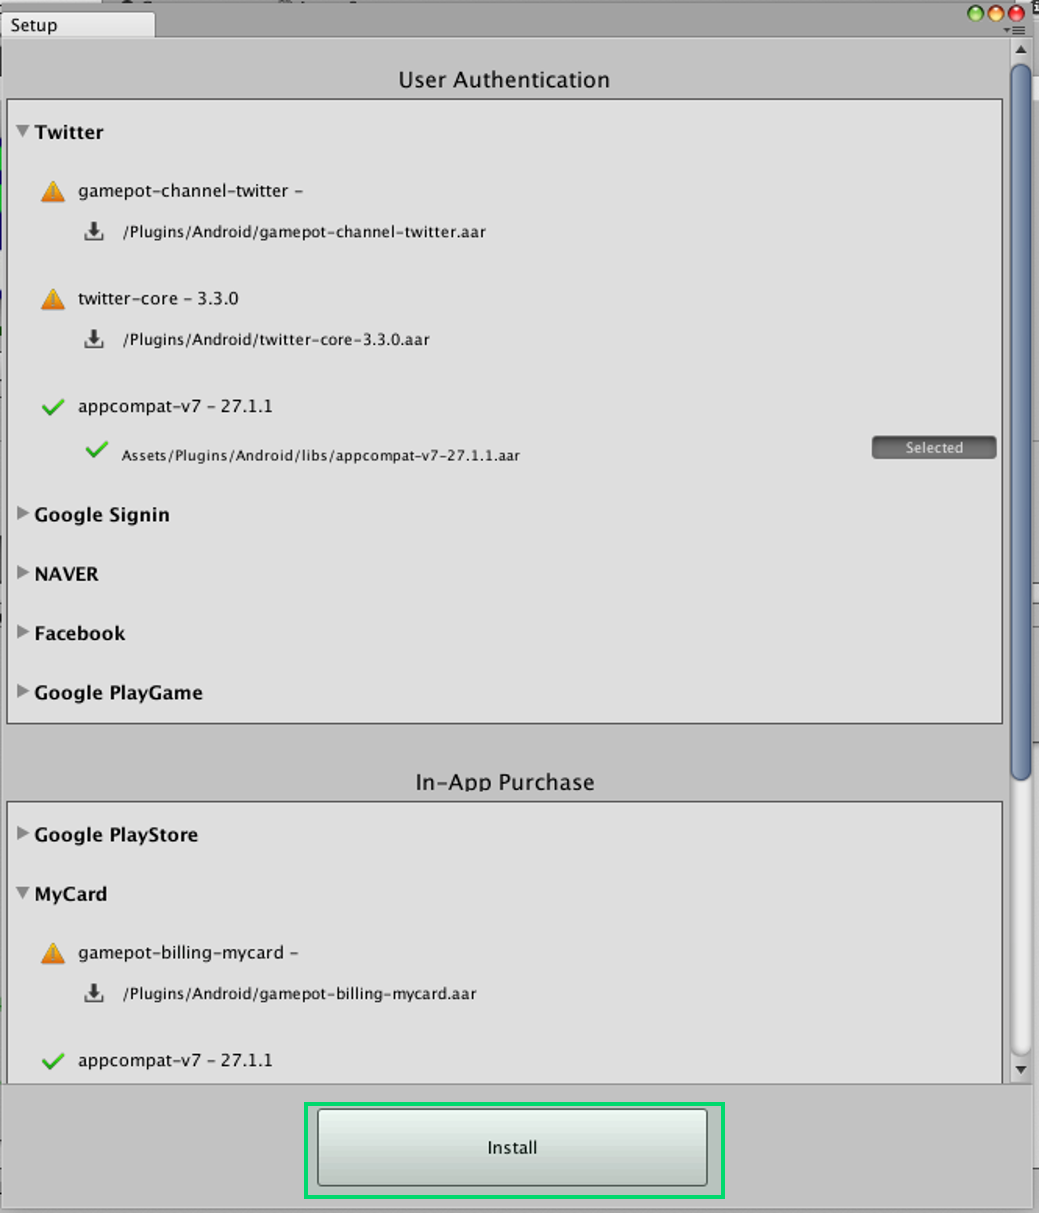 Setup
User Authentication
Twitter
gamepot-channel-twitter -
/Plugins/Android/gamepot-channel-twitter.aar
twitter-core - 3.3.0
/Plugins/Android/twitter-core-3.3.0.aar
appcompat-v7 - 27.1.1
Assets/Plugins/Android/libs/appcompat-v7-27.1.1.aar
Selected
Google Signin
NAVER
Facebook
Google PlayGame
In-App Purchase
Google PlayStore
MyCard
gamepot-billing-mycard -
/Plugins/Android/gamepot-billing-mycard.aar
appcompat-v7 - 27.1.1
Install